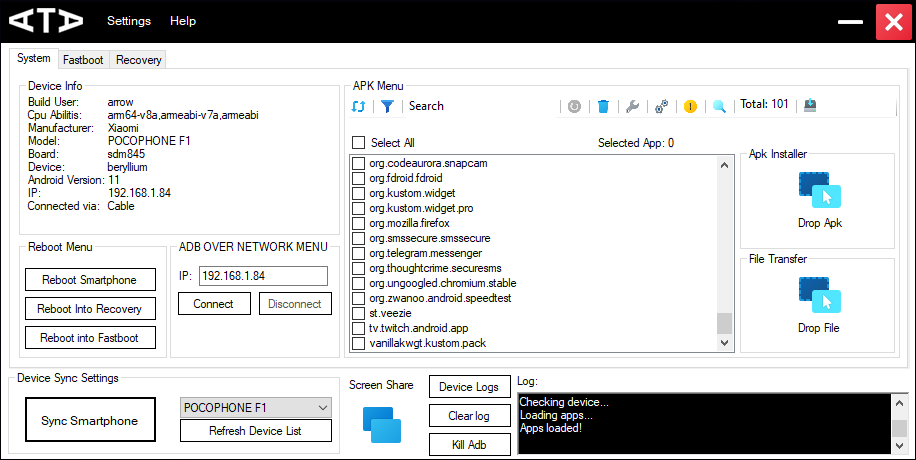 ATA Settings Help
System Fastboot Recovery
Device Info
Build User: arrow
Cpu Abilitis: arm64-v8a,ameabi-v7a,ameabi
Manufacturer: Xiaomi
Model: POCOPHONE F1
Board: sdm845
Device: beryllium
Android Version: 11
IP: 192.168.1.84
Connected via: Cable
Reboot Menu
Reboot Smartphone
Reboot Into Recovery
Reboot into Fastboot
ADB OVER NETWORK MENU
IP: 192.168.1.84
Connect Disconnect
APK Menu
Search Total: 101
Select All Selected App: 0
org.codeaurora.snapcam
org.fdroid.fdroid
org.kustom.widget
org.kustom.widget.pro
org.mozilla.firefox
org.smssecure.smssecure
org.telegram.messenger
org.thoughtcrime.securesms
org.ungoogled.chromium.stable
org.zwanoo.android.speedtest
st.veezie
tv.twitch.android.app
vanillakwgt.kustom.pack
Apk Installer
Drop Apk
File Transfer
Drop File
Device Sync Settings
Sync Smartphone
POCOPHONE F1
Refresh Device List
Screen Share
Device Logs
Clear log
Kill Adb
Log:
Checking device...
Loading apps...
Apps loaded!